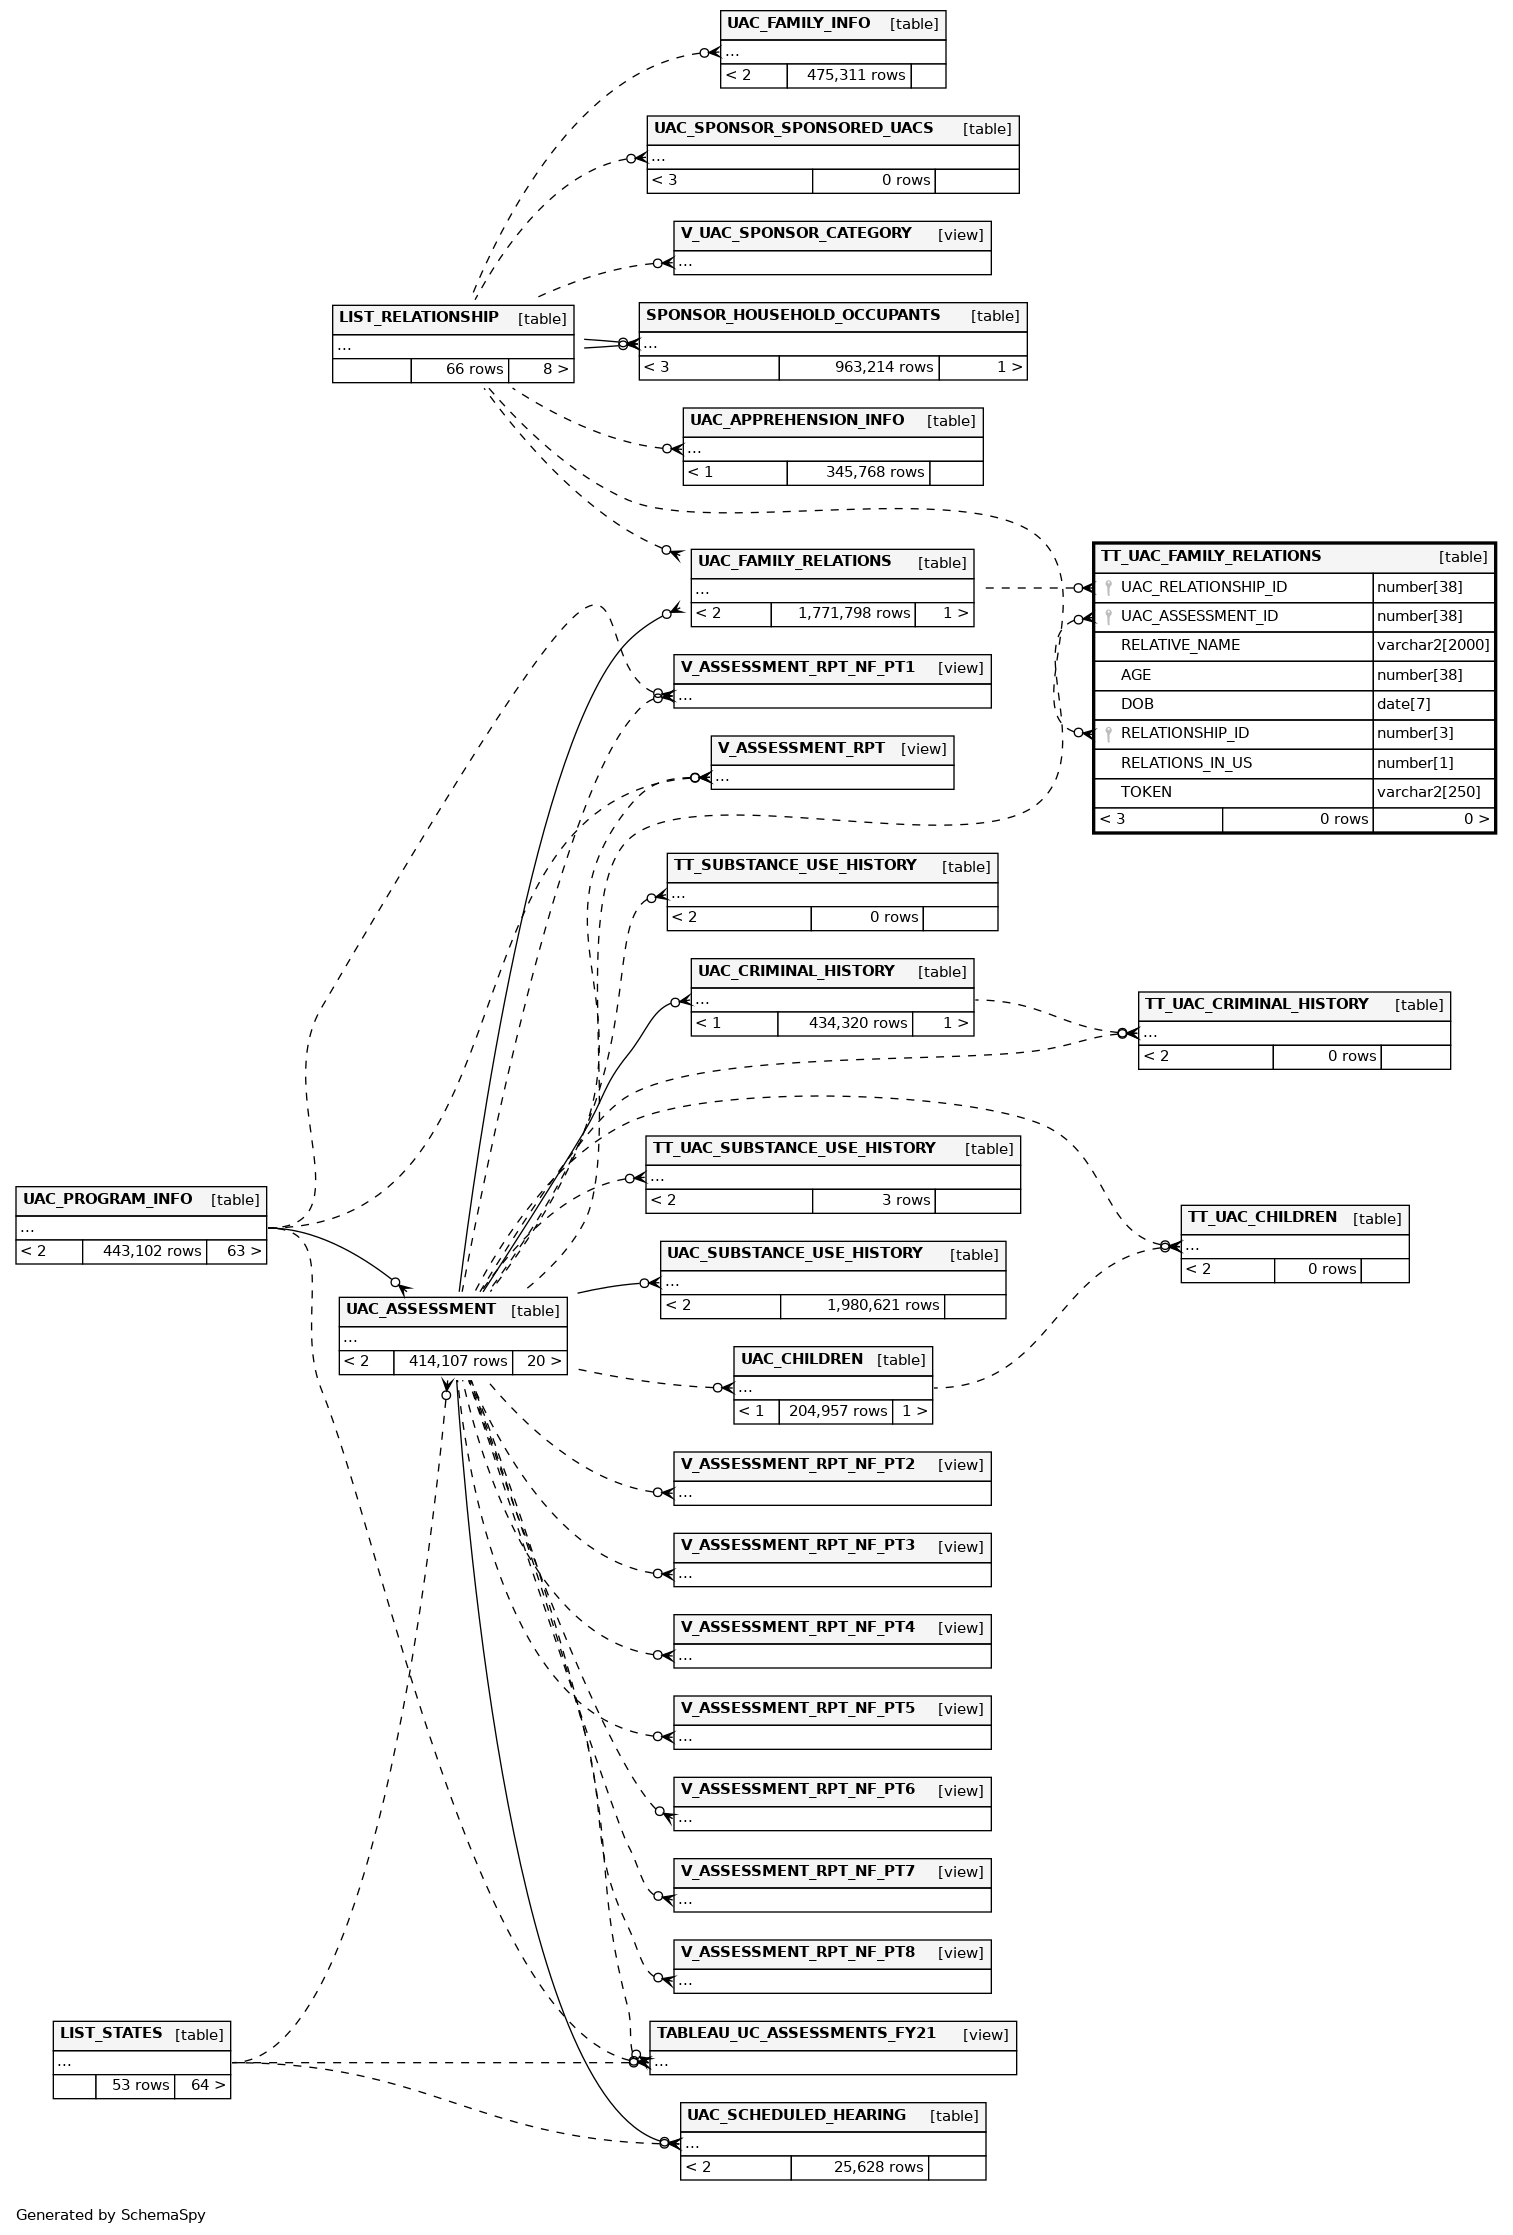 UAC_FAMILY_INFO [table]
...
< 2 475,311 rows
UAC_SPONSOR_SPONSORED_UACS [table]
...
< 3 0 rows
V_UAC_SPONSOR_CATEGORY [view]
...
LIST_RELATIONSHIP [table]
...
66 rows 8 >
SPONSOR_HOUSEHOLD_OCCUPANTS [table]
...
< 3 963,214 rows 1 >
UAC_APPREHENSION_INFO [table]
...
< 1 345,768 rows
UAC_FAMILY_RELATIONS [table]
...
< 2 1,771,798 rows 1 >
TT_UAC_FAMILY_RELATIONS [table]
UAC_RELATIONSHIP_ID number[38]
UAC_ASSESSMENT_ID number[38]
RELATIVE_NAME varchar2[2000]
AGE number[38]
DOB date[7]
RELATIONSHIP_ID number[3]
RELATIONS_IN_US number[1]
TOKEN varchar2[250]
< 3 0 rows 0 >
V_ASSESSMENT_RPT_NF_PT1 [view]
...
V_ASSESSMENT_RPT [view]
...
TT_SUBSTANCE_USE_HISTORY [table]
...
< 2 0 rows
UAC_CRIMINAL_HISTORY [table]
...
< 1 434,320 rows 1 >
TT_UAC_CRIMINAL_HISTORY [table]
...
< 2 0 rows
TT_UAC_SUBSTANCE_USE_HISTORY [table]
...
< 2 3 rows
UAC_PROGRAM_INFO [table]
...
< 2 443,102 rows 63 >
TT_UAC_CHILDREN [table]
...
< 2 0 rows
UAC_SUBSTANCE_USE_HISTORY [table]
...
< 2 1,980,621 rows
UAC_ASSESSMENT [table]
...
< 2 414,107 rows 20 >
UAC_CHILDREN [table]
...
< 1 204,957 rows 1 >
V_ASSESSMENT_RPT_NF_PT2 [view]
...
V_ASSESSMENT_RPT_NF_PT3 [view]
...
V_ASSESSMENT_RPT_NF_PT4 [view]
...
V_ASSESSMENT_RPT_NF_PT5 [view]
...
V_ASSESSMENT_RPT_NF_PT6 [view]
...
V_ASSESSMENT_RPT_NF_PT7 [view]
...
V_ASSESSMENT_RPT_NF_PT8 [view]
...
LIST_STATES [table]
...
53 rows 64 >
TABLEAU_UC_ASSESSMENTS_FY21 [view]
...
UAC_SCHEDULED_HEARING [table]
...
< 2 25,628 rows
Generated by SchemaSpy